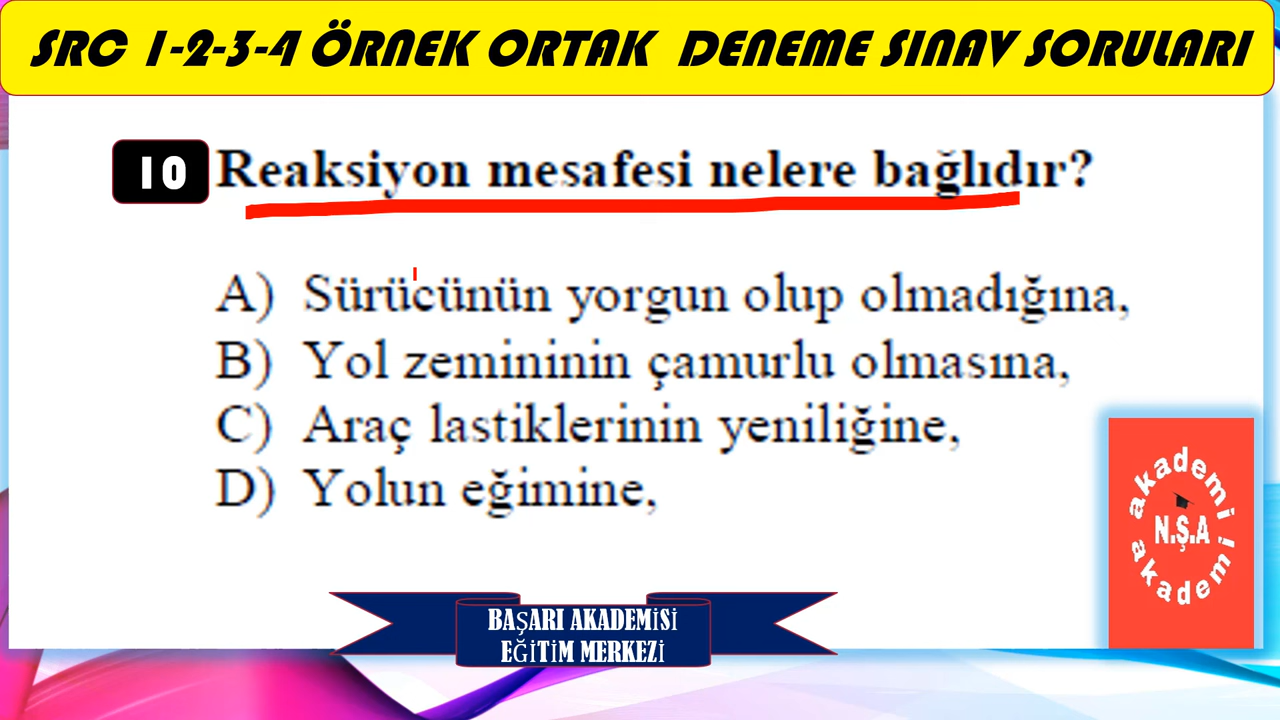 SRC 1-2-3-4 ÖRNEK ORTAK DENEME SINAV SORULARI
10 Reaksiyon mesafesi nelere bağlıdır?
A) Sürücünün yorgun olup olmadığına,
B) Yol zemininin çamurlu olmasına,
C) Araç lastiklerinin yeniliğine,
D) Yolun eğimine,
akademi
N.Ş.A
akademi
BAŞARI AKADEMİSİ
EĞİTİM MERKEZİ